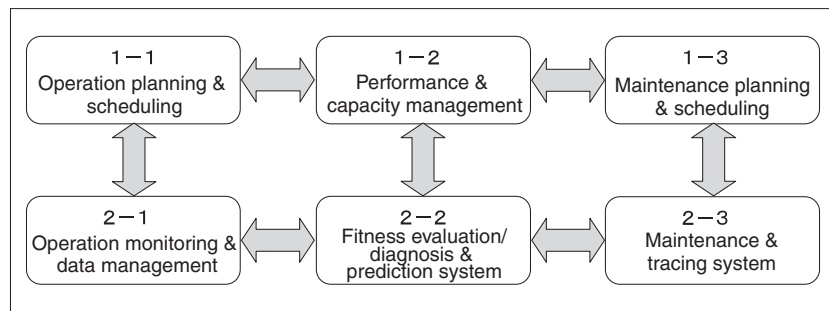 1－1
Operation planning &
scheduling
1－2
Performance &
capacity management
1－3
Maintenance planning
& scheduling
2－1
Operation monitoring &
data management
2－2
Fitness evaluation/
diagnosis &
prediction system
2－3
Maintenance &
tracing system